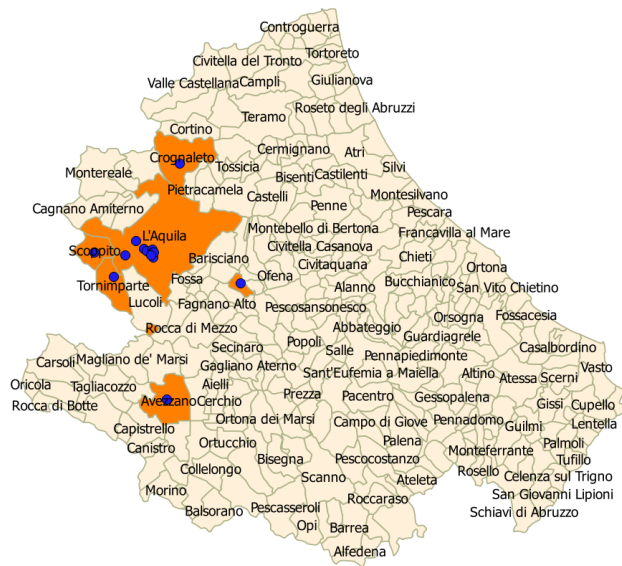 Controguerra
Tortoreto
Civitella del Tronto
Valle Castellana Campli Giulianova
Roseto degli Abruzzi
Teramo
Cortino
Cermignano Atri
Crognaleto
Tossicia Silvi
Montereale Bisenti Castilenti
Pietracamela Castelli Montesilvano
Penne
Cagnano Amiterno Pescara
Montebello di Bertona
L'Aquila Francavilla al Mare
Civitella Casanova
Scoppito Barisciano Chieti
Civitaquana Ortona
Fossa Ofena
Tornimparte Alanno Bucchianico San Vito Chietino
Lucoli Fagnano Alto Pescosansonesco
Orsogna Fossacesia
Rocca di Mezzo Abbateggio
Guardiagrele
Secinaro Popoli Salle Casalbordino
Carsoli Magliano de' Marsi Pennapiedimonte
Gagliano Aterno Sant'Eufemia a Maiella Altino Vasto
Oricola Tagliacozzo Aielli Atessa Scerni
Avezzano Cerchio Prezza Pacentro Gessopalena
Rocca di Botte Gissi Cupello
Ortona dei Marsi Campo di Giove Pennadomo
Capistrello Guilmi Lentella
Ortucchio Palena
Canistro Monteferrante Palmoli
Bisegna Pescocostanzo Tufillo
Collelongo Rosello
Scanno Ateleta Celenza sul Trigno
Morino Roccaraso San Giovanni Lipioni
Balsorano Pescasseroli Schiavi di Abruzzo
Opi Barrea
Alfedena